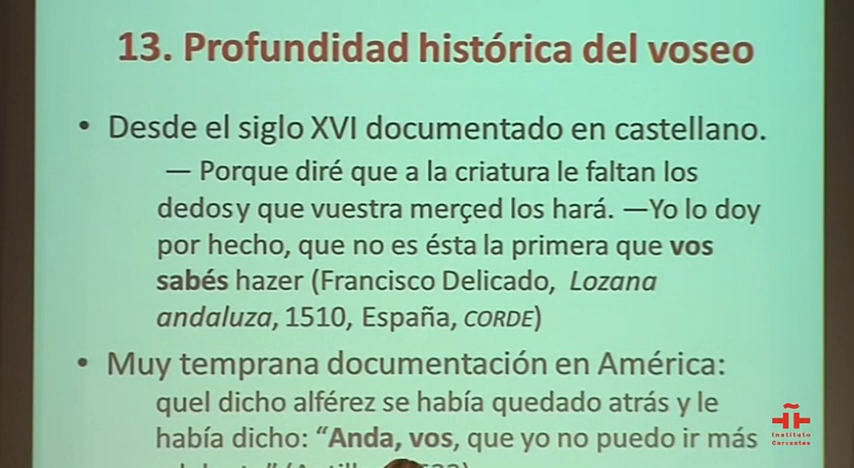 13. Profundidad histórica del voseo
• Desde el siglo XVI documentado en castellano.
— Porque diré que a la criatura le faltan los
dedosy que vuestra merçed los hará. —Yo lo doy
por hecho, que no es ésta la primera que vos
sabés hazer (Francisco Delicado, Lozana
andaluza, 1510, España, CORDE)
• Muy temprana documentación en América:
quel dicho alférez se había quedado atrás y le
había dicho: “Anda, vos, que yo no puedo ir más
Instituto
Cervantes